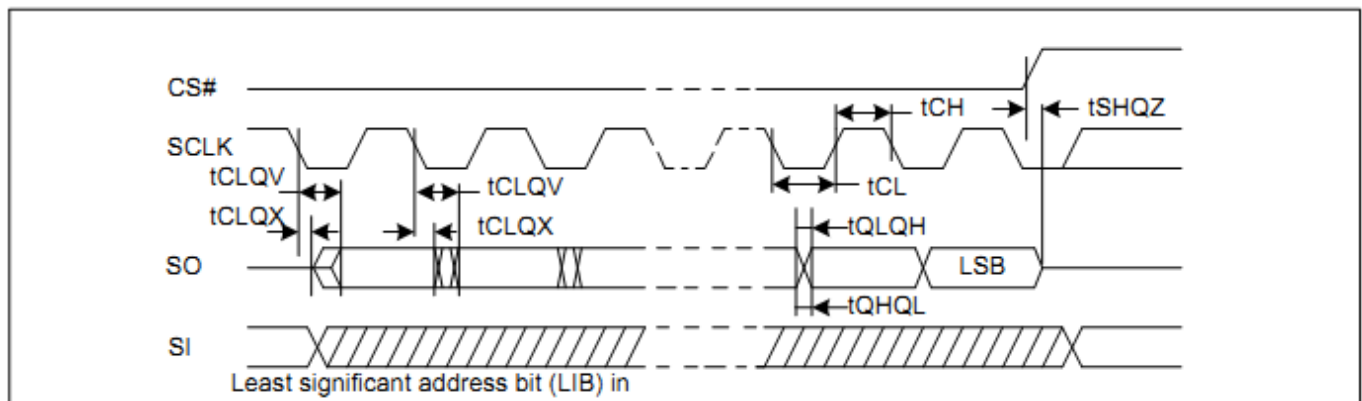 CS#
tCH
tSHQZ
SCLK
tCLQV
tCLQV
tCL
tCLQX
tCLQX
tQLQH
SO
LSB
tQHQL
SI
Least significant address bit (LIB) in